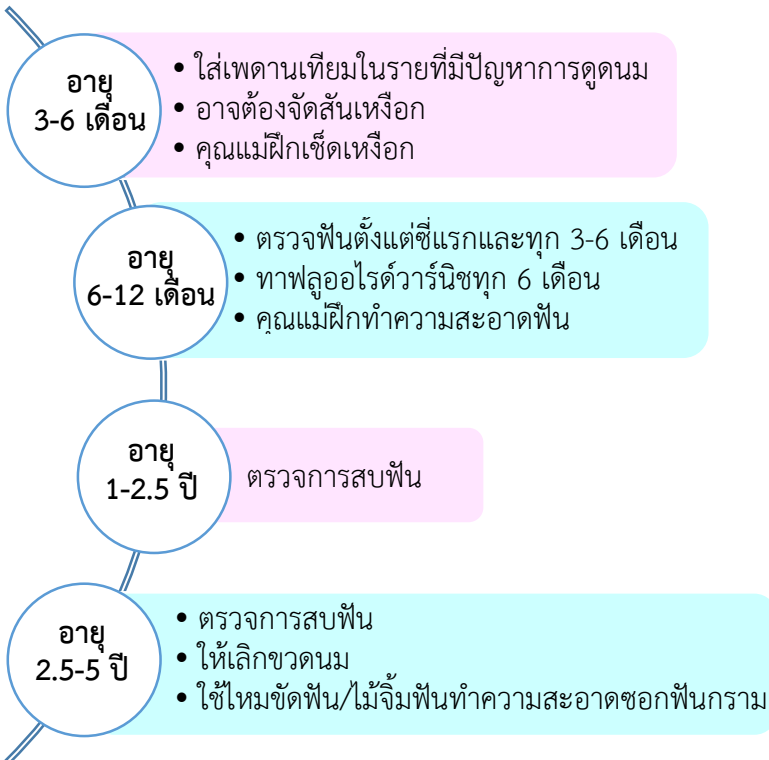 อายุ
3-6 เดือน
• ใส่เพดานเทียมในรายที่มีปัญหาการดูดนม
• อาจต้องจัดสันเหงือก
• คุณแม่ฝึกเช็ดเหงือก
อายุ
6-12 เดือน
• ตรวจฟันตั้งแต่ซี่แรกและทุก 3-6 เดือน
• ทาฟลูออไรด์วาร์นิชทุก 6 เดือน
• คุณแม่ฝึกทำความสะอาดฟัน
อายุ
1-2.5 ปี
ตรวจการสบฟัน
อายุ
2.5-5 ปี
• ตรวจการสบฟัน
• ให้เลิกขวดนม
• ใช้ไหมขัดฟัน/ไม้จิ้มฟันทำความสะอาดซอกฟันกราม